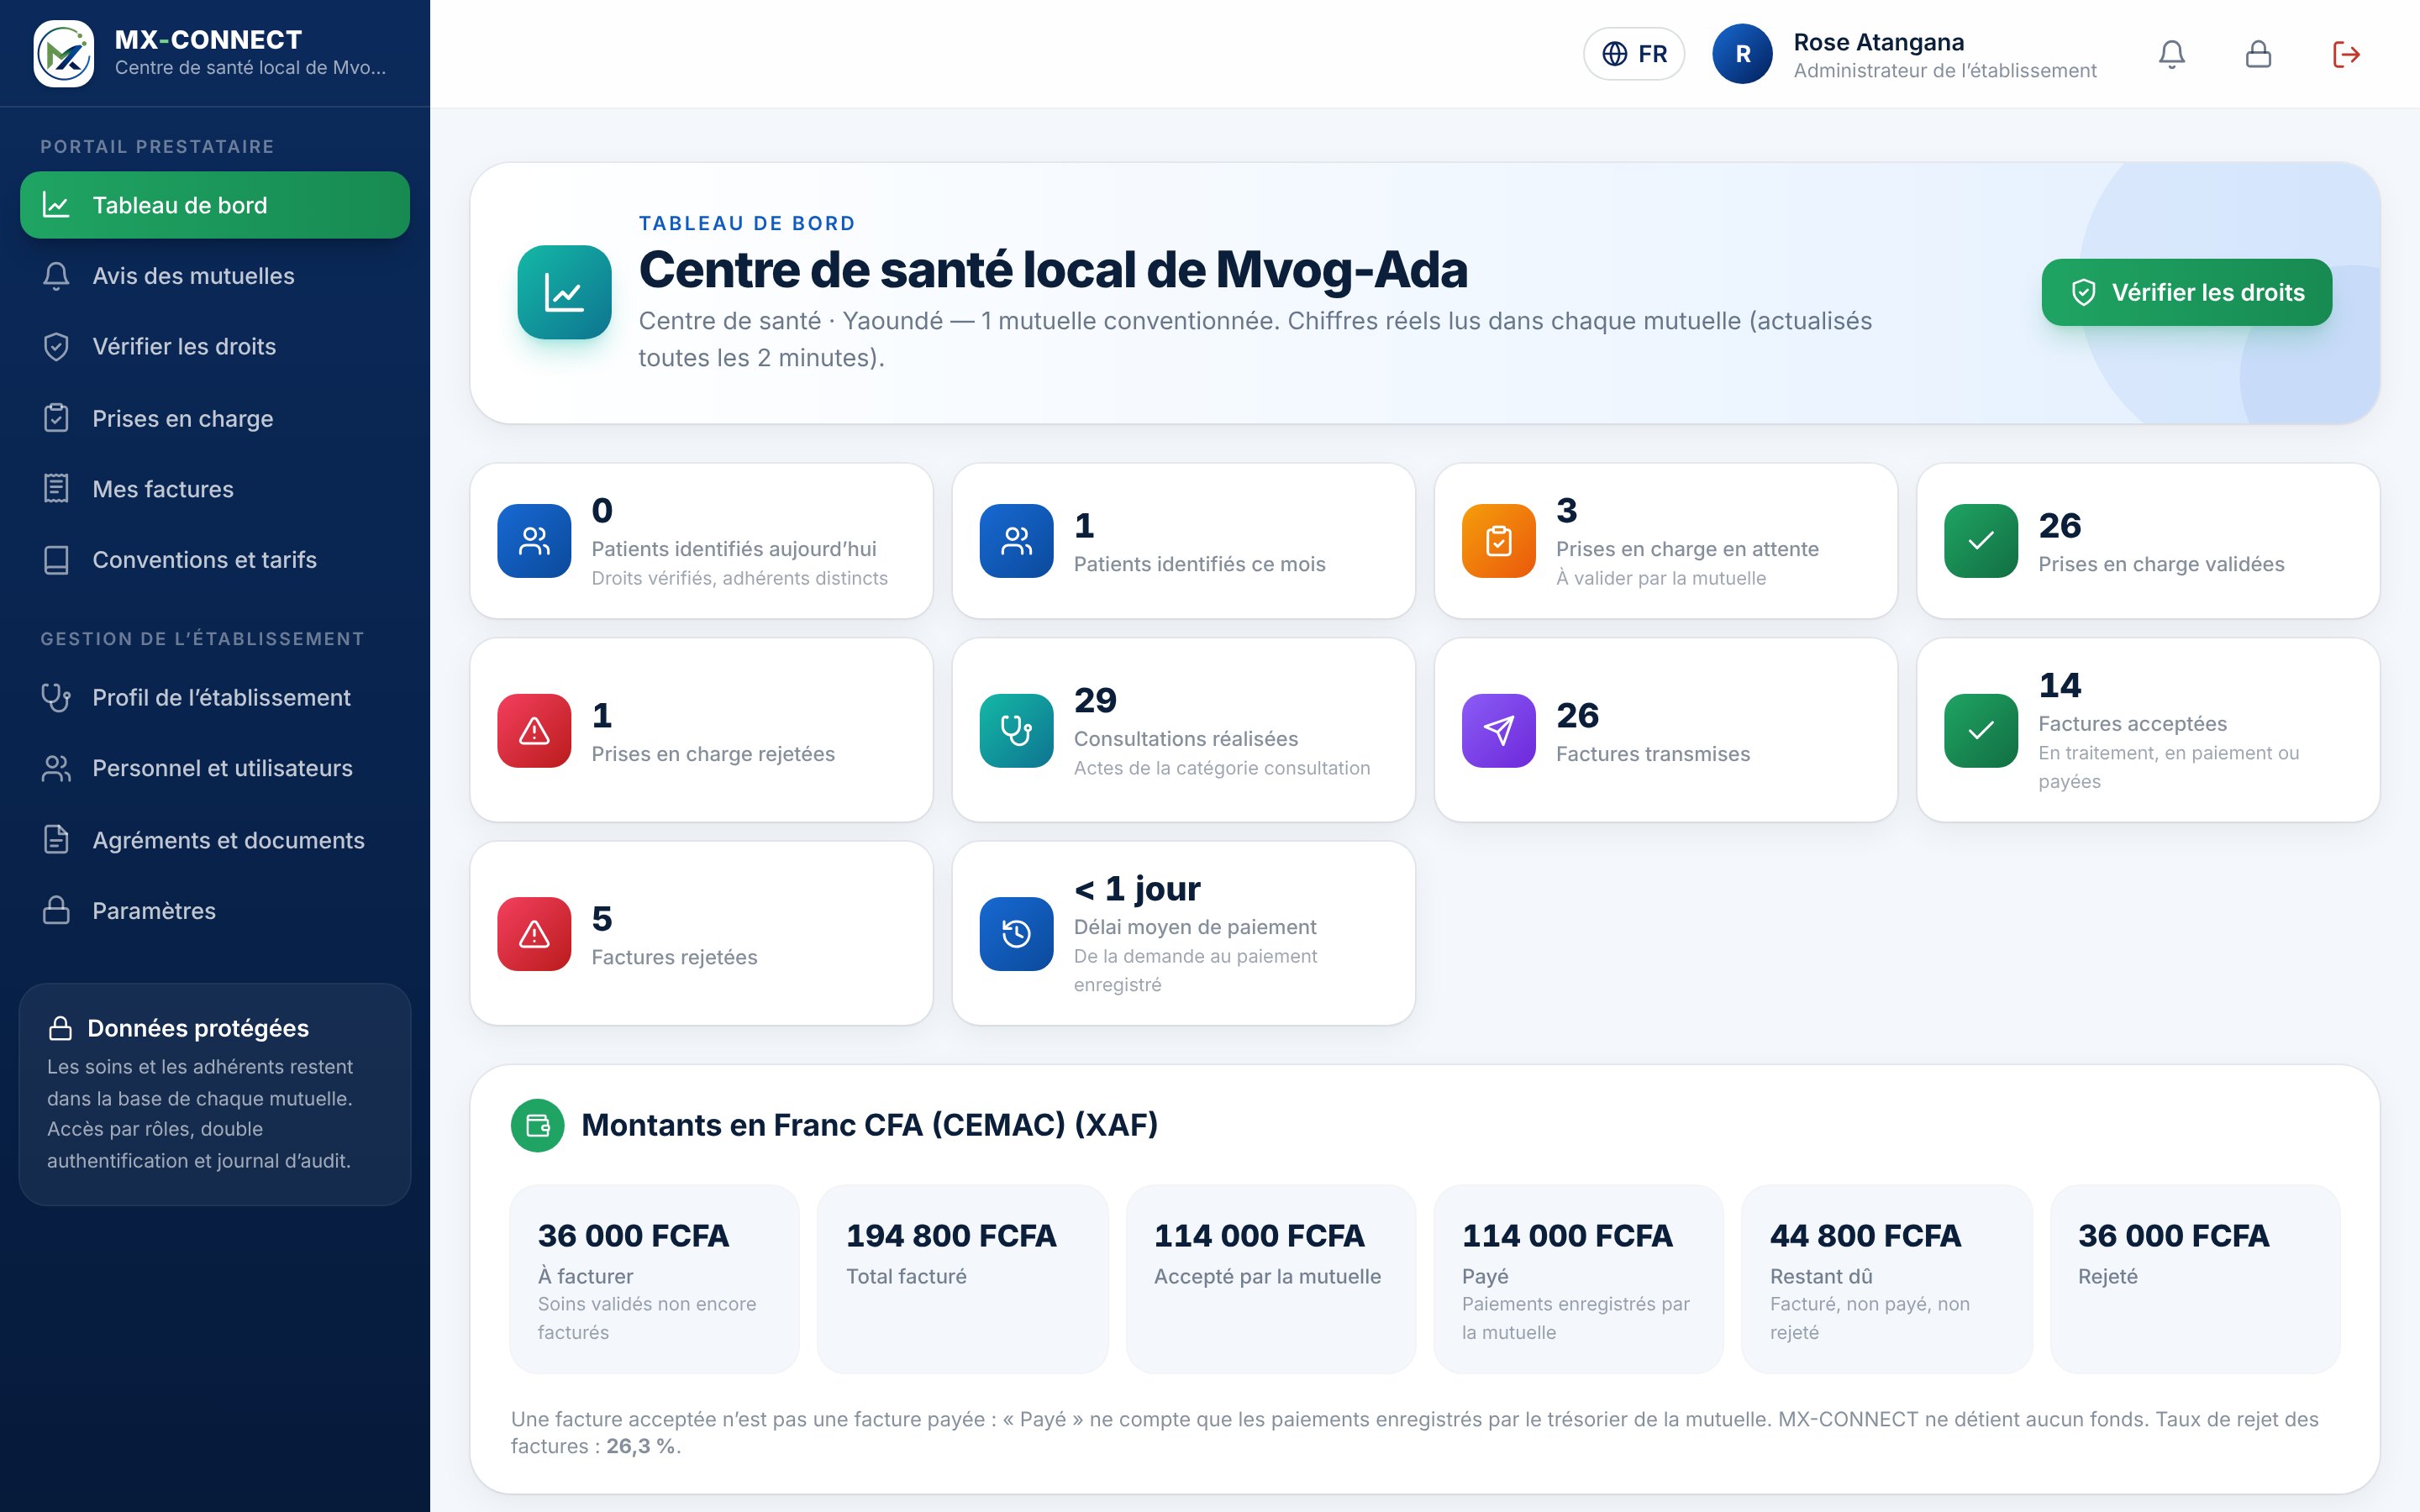 MX-CONNECT
Centre de santé local de Mvo...
FR
R
Rose Atangana
Administrateur de l’établissement
PORTAIL PRESTATAIRE
Tableau de bord
Avis des mutuelles
Vérifier les droits
Prises en charge
Mes factures
Conventions et tarifs
GESTION DE L’ÉTABLISSEMENT
Profil de l’établissement
Personnel et utilisateurs
Agréments et documents
Paramètres
Données protégées
Les soins et les adhérents restent
dans la base de chaque mutuelle.
Accès par rôles, double
authentification et journal d’audit.
TABLEAU DE BORD
Centre de santé local de Mvog-Ada
Centre de santé · Yaoundé — 1 mutuelle conventionnée. Chiffres réels lus dans chaque mutuelle (actualisés
toutes les 2 minutes).
Vérifier les droits
0
Patients identifiés aujourd’hui
Droits vérifiés, adhérents distincts
1
Patients identifiés ce mois
3
Prises en charge en attente
À valider par la mutuelle
26
Prises en charge validées
1
Prises en charge rejetées
29
Consultations réalisées
Actes de la catégorie consultation
26
Factures transmises
14
Factures acceptées
En traitement, en paiement ou
payées
5
Factures rejetées
< 1 jour
Délai moyen de paiement
De la demande au paiement
enregistré
Montants en Franc CFA (CEMAC) (XAF)
36 000 FCFA
À facturer
Soins validés non encore
facturés
194 800 FCFA
Total facturé
114 000 FCFA
Accepté par la mutuelle
114 000 FCFA
Payé
Paiements enregistrés par
la mutuelle
44 800 FCFA
Restant dû
Facturé, non payé, non
rejeté
36 000 FCFA
Rejeté
Une facture acceptée n’est pas une facture payée : « Payé » ne compte que les paiements enregistrés par le trésorier de la mutuelle. MX-CONNECT ne détient aucun fonds. Taux de rejet des
factures : 26,3 %.